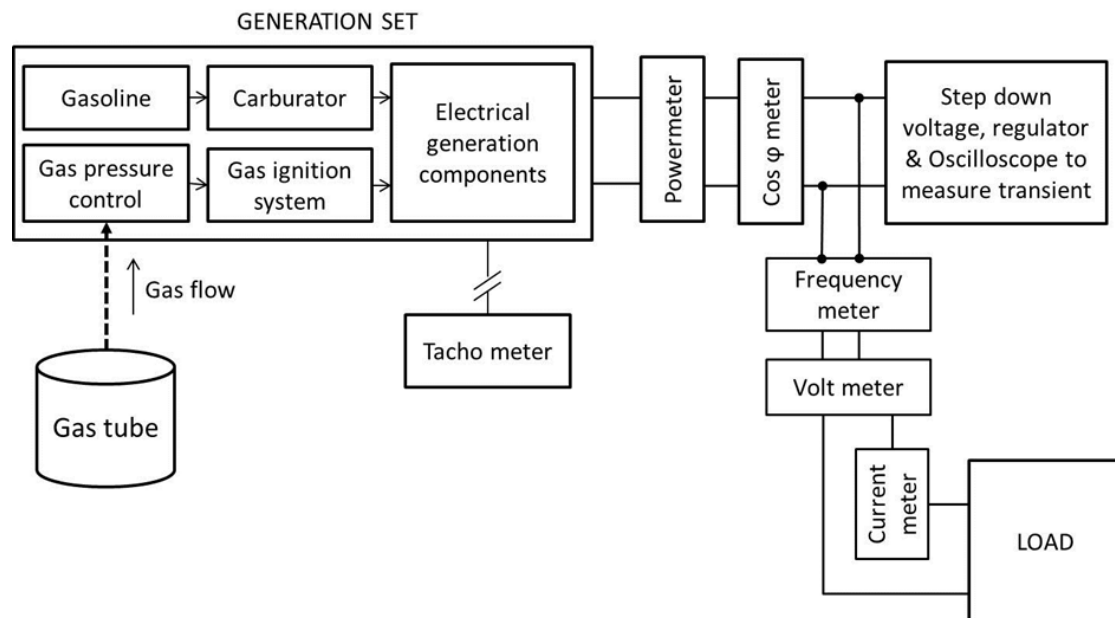 GENERATION SET
Gasoline
Carburator
Electrical
generation
components
Gas pressure
control
Gas ignition
system
Powermeter
Cos φ meter
Step down
voltage, regulator
& Oscilloscope to
measure transient
Gas flow
Frequency
meter
Tacho meter
Volt meter
Gas tube
Current
meter
LOAD